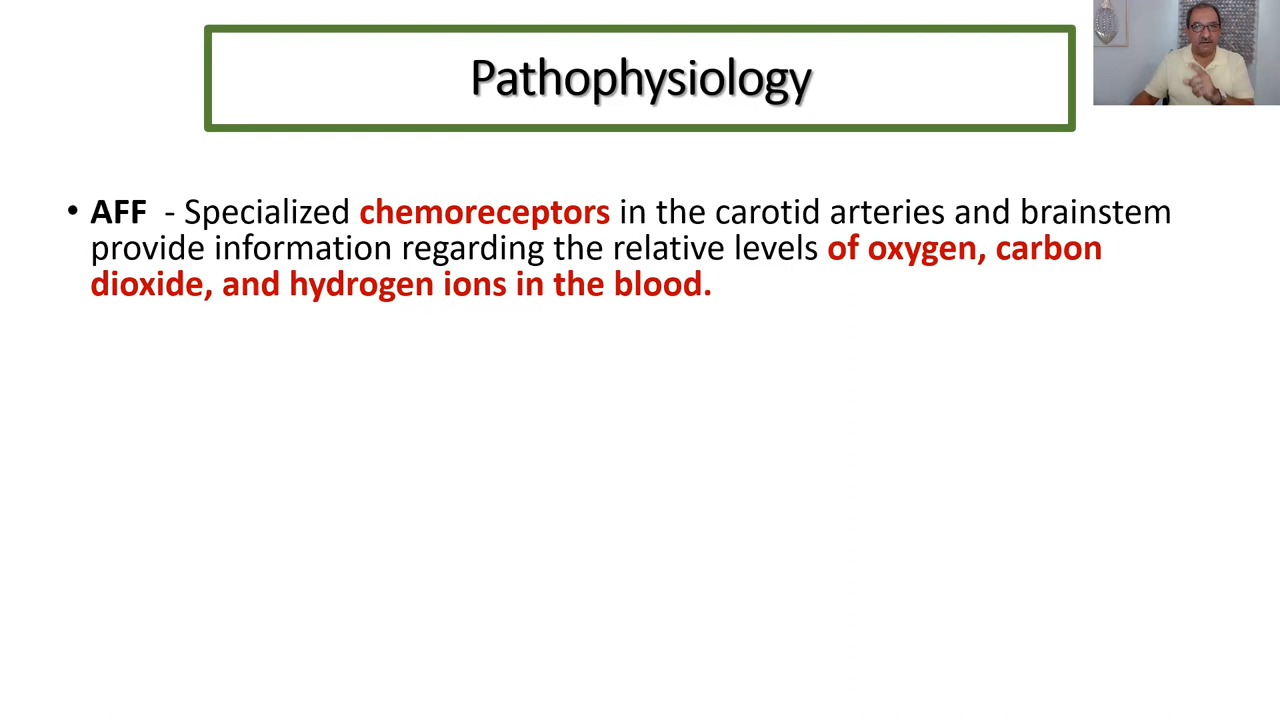 Pathophysiology
• AFF - Specialized chemoreceptors in the carotid arteries and brainstem
provide information regarding the relative levels of oxygen, carbon
dioxide, and hydrogen ions in the blood.